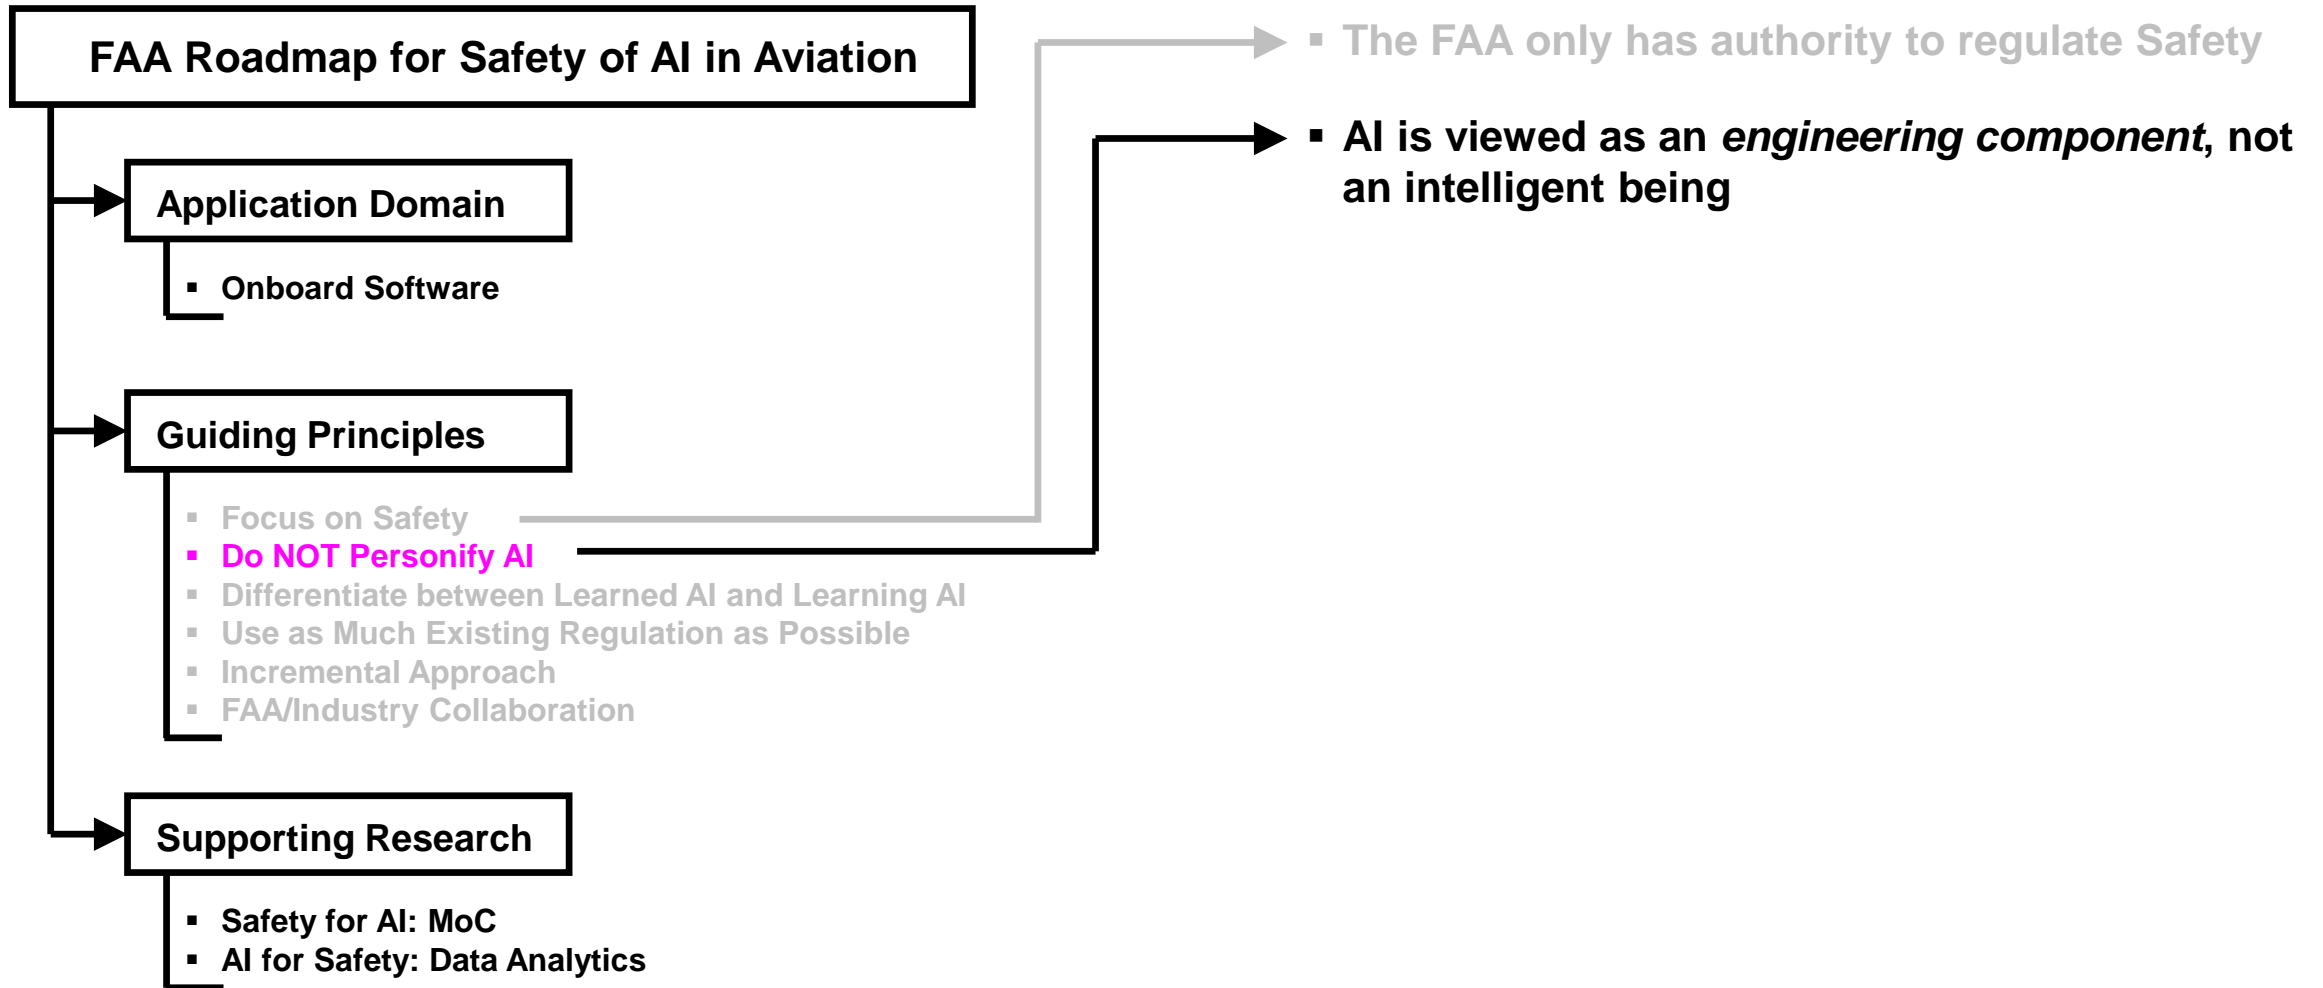 FAA Roadmap for Safety of AI in Aviation
Application Domain
▪ Onboard Software
Guiding Principles
▪ Focus on Safety
▪ Do NOT Personify AI
▪ Differentiate between Learned AI and Learning AI
▪ Use as Much Existing Regulation as Possible
▪ Incremental Approach
▪ FAA/Industry Collaboration
Supporting Research
▪ Safety for AI: MoC
▪ AI for Safety: Data Analytics
▪ The FAA only has authority to regulate Safety
▪ AI is viewed as an engineering component, not
an intelligent being